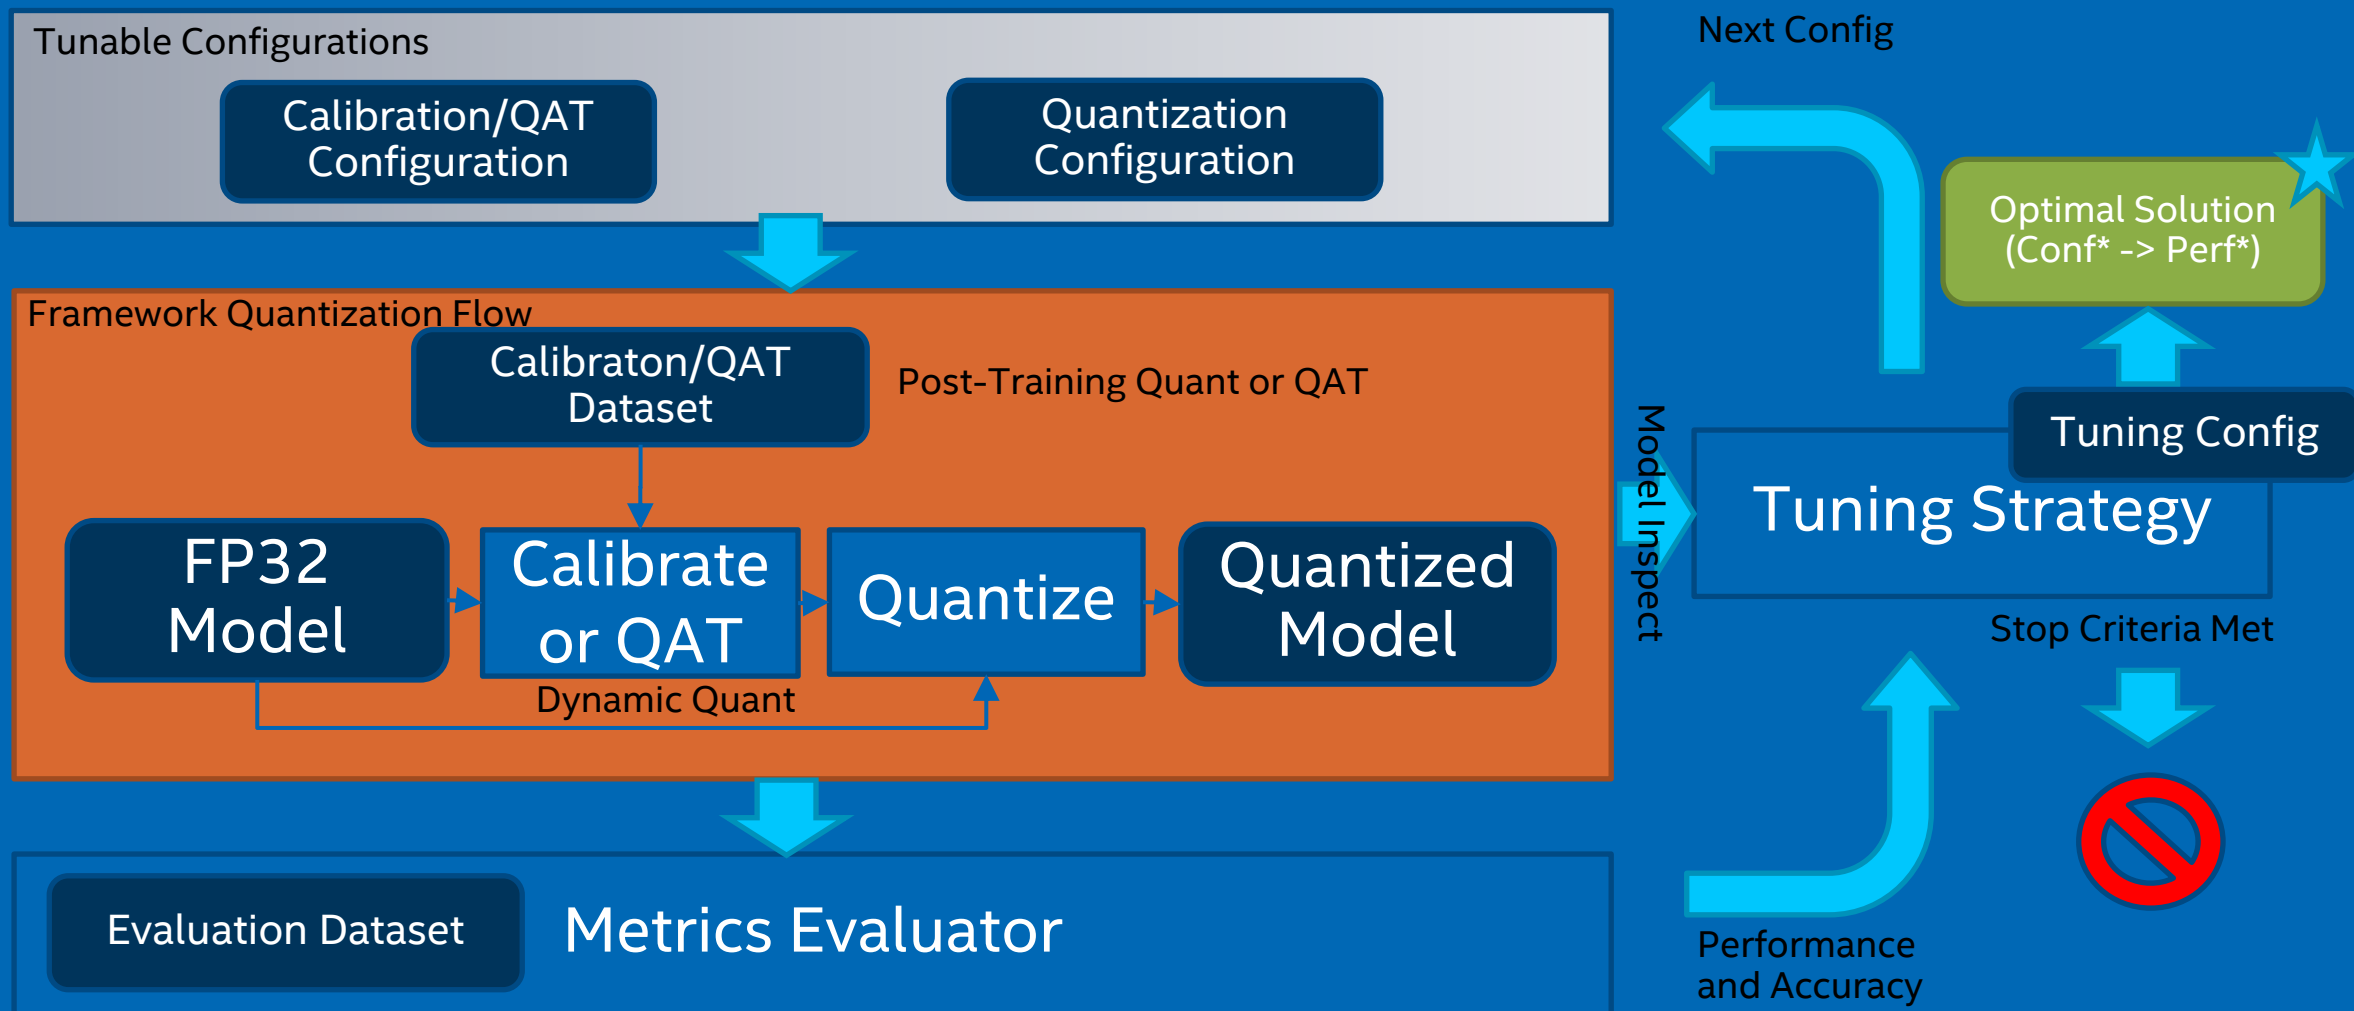 Tunable Configurations
Calibration/QAT
Configuration
Quantization
Configuration
Next Config
Optimal Solution
(Conf* -> Perf*)
Framework Quantization Flow
Calibraton/QAT
Dataset
Post-Training Quant or QAT
FP32
Model
Calibrate
or QAT
Quantize
Quantized
Model
Dynamic Quant
Model Inspect
Tuning Config
Tuning Strategy
Stop Criteria Met
Evaluation Dataset
Metrics Evaluator
Performance
and Accuracy